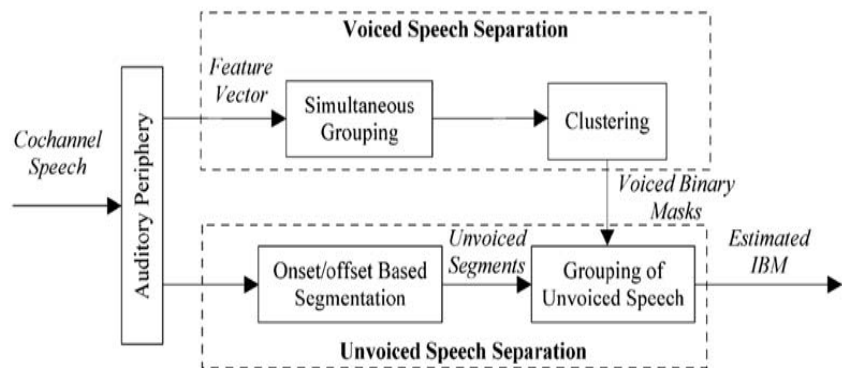 Voiced Speech Separation
Feature
Vector
Simultaneous
Grouping
Clustering
Cochannel
Speech
Auditory Periphery
Voiced Binary
Masks
Unvoiced
Segments
Estimated
IBM
Onset/offset Based
Segmentation
Grouping of
Unvoiced Speech
Unvoiced Speech Separation